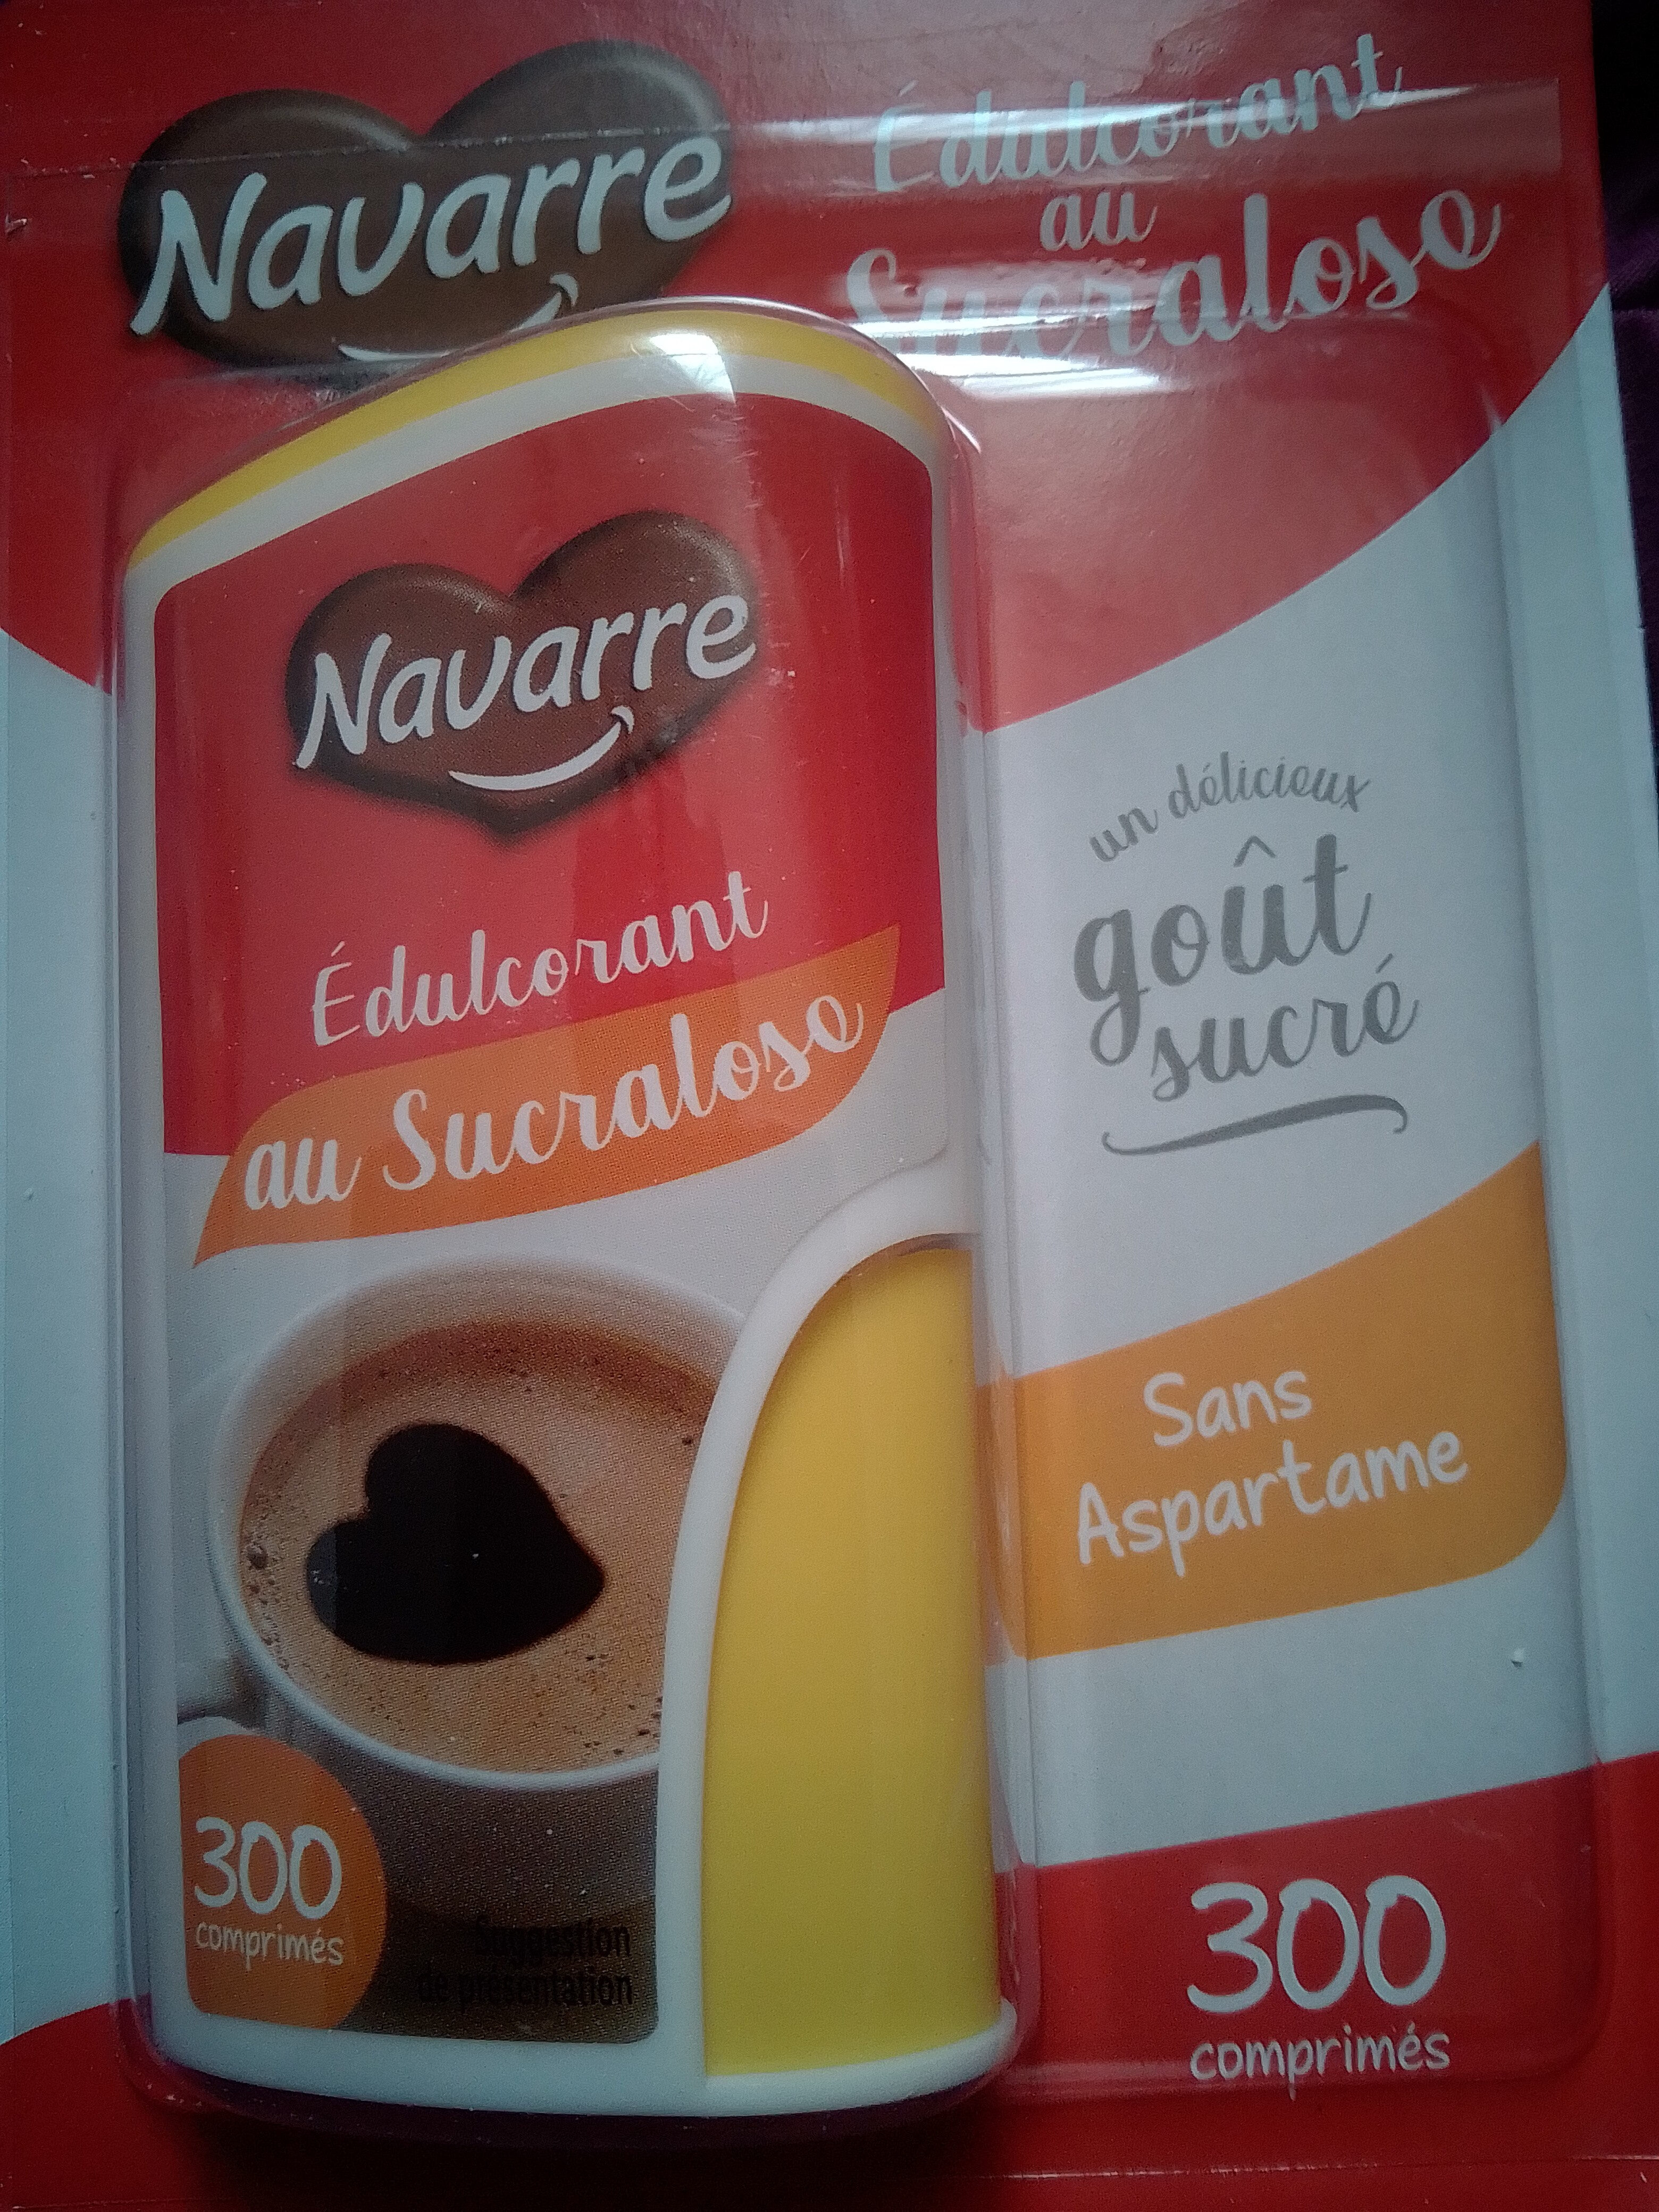 Navarre
Édulcorant
au
Sucralose
Navarre
Édulcorant
au Sucralose
300
comprimés
Suggestion
de présentation
un délicieux
goût
sucré
Sans
Aspartame
300
comprimés